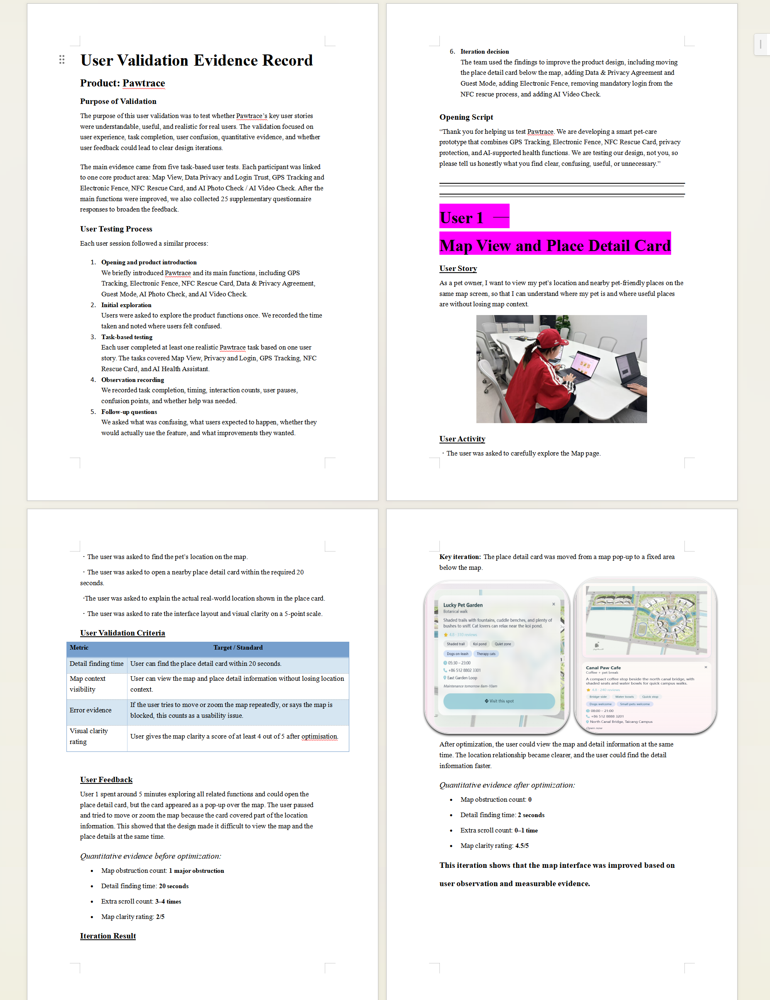 User Validation Evidence Record
Product: Pawtrace
Purpose of Validation
The purpose of this user validation was to test whether Pawtrace’s key user stories
were understandable, useful, and realistic for real users. The validation focused on
user experience, task completion, user confusion, quantitative evidence, and whether
user feedback could lead to clear design iterations.
The main evidence came from five task-based user tests. Each participant was linked
to one core product area: Map View, Data Privacy and Login Trust, GPS Tracking and
Electronic Fence, NFC Rescue Card, and AI Photo Check / AI Video Check. After the
main functions were improved, we also collected 25 supplementary questionnaire
responses to broaden the feedback.
User Testing Process
Each user session followed a similar process:
1. Opening and product introduction
We briefly introduced Pawtrace and its main functions, including GPS
Tracking, Electronic Fence, NFC Rescue Card, Data & Privacy Agreement,
Guest Mode, AI Photo Check, and AI Video Check.
2. Initial exploration
Users were asked to explore the product functions once. We recorded the time
taken and noted where users felt confused.
3. Task-based testing
Each user completed at least one realistic Pawtrace task based on one user
story. The tasks covered Map View, Privacy and Login, GPS Tracking, NFC
Rescue Card, and AI Health Assistant.
4. Observation recording
We recorded task completion, timing, interaction counts, user pauses,
confusion points, and whether help was needed.
5. Follow-up questions
We asked what was confusing, what users expected to happen, whether they
would actually use the feature, and what improvements they wanted.
6. Iteration decision
The team used the findings to improve the product design, including moving
the place detail card below the map, adding Data & Privacy Agreement and
Guest Mode, adding Electronic Fence, removing mandatory login from the
NFC rescue process, and adding AI Video Check.
Opening Script
“Thank you for helping us test Pawtrace. We are developing a smart pet-care
prototype that combines GPS Tracking, Electronic Fence, NFC Rescue Card, privacy
protection, and AI-supported health functions. We are testing our design, not you, so
please tell us honestly what you find clear, confusing, useful, or unnecessary.”
User 1 —
Map View and Place Detail Card
User Story
As a pet owner, I want to view my pet’s location and nearby pet-friendly places on the
same map screen, so that I can understand where my pet is and where useful places
are without losing map context.
User Activity
· The user was asked to carefully explore the Map page.
· The user was asked to find the pet’s location on the map.
· The user was asked to open a nearby place detail card within the required 20
seconds.
·The user was asked to explain the actual real-world location shown in the place card.
· The user was asked to rate the interface layout and visual clarity on a 5-point scale.
User Validation Criteria
Metric Target / Standard
Detail finding time User can find the place detail card within 20 seconds.
Map context visibility User can view the map and place detail information without losing location context.
Error evidence If the user tries to move or zoom the map repeatedly, or says the map is blocked, this counts as a usability issue.
Visual clarity rating User gives the map clarity a score of at least 4 out of 5 after optimisation.
User Feedback
User 1 spent around 5 minutes exploring all related functions and could open the
place detail card, but the card appeared as a pop-up over the map. The user paused
and tried to move or zoom the map because the card covered part of the location
information. This showed that the design made it difficult to view the map and the
place details at the same time.
Quantitative evidence before optimization:
• Map obstruction count: 1 major obstruction
• Detail finding time: 20 seconds
• Extra scroll count: 3–4 times
• Map clarity rating: 2/5
Iteration Result
Key iteration: The place detail card was moved from a map pop-up to a fixed area
below the map.
Lucky Pet Garden ×
Botanical walk
Shaded trails with fountains, cuddle benches, and plenty of
bushes to sniff. Cat lovers can relax near the koi pond.
4.8 · 310 reviews
Shaded trail Koi pond Quiet zone
Dogs on-leash Therapy cats
05:30 – 23:00
+86 512 8802 3301
East Garden Loop
Maintenance tomorrow 8am-10am
Visit this spot
Canal Paw Cafe ×
Coffee + pet break
A compact coffee stop beside the north canal bridge, with
shaded seats and water bowls for quick campus walks.
4.8 · 240 reviews
Bridge-side Water bowls Quick stop
Dogs welcome Small pets welcome
08:00 – 21:00
+86 512 8888 3201
North Canal Bridge, Taicang Campus
Open now
After optimization, the user could view the map and detail information at the same
time. The location relationship became clearer, and the user could find the detail
information faster.
Quantitative evidence after optimization:
• Map obstruction count: 0
• Detail finding time: 2 seconds
• Extra scroll count: 0–1 time
• Map clarity rating: 4.5/5
This iteration shows that the map interface was improved based on
user observation and measurable evidence.